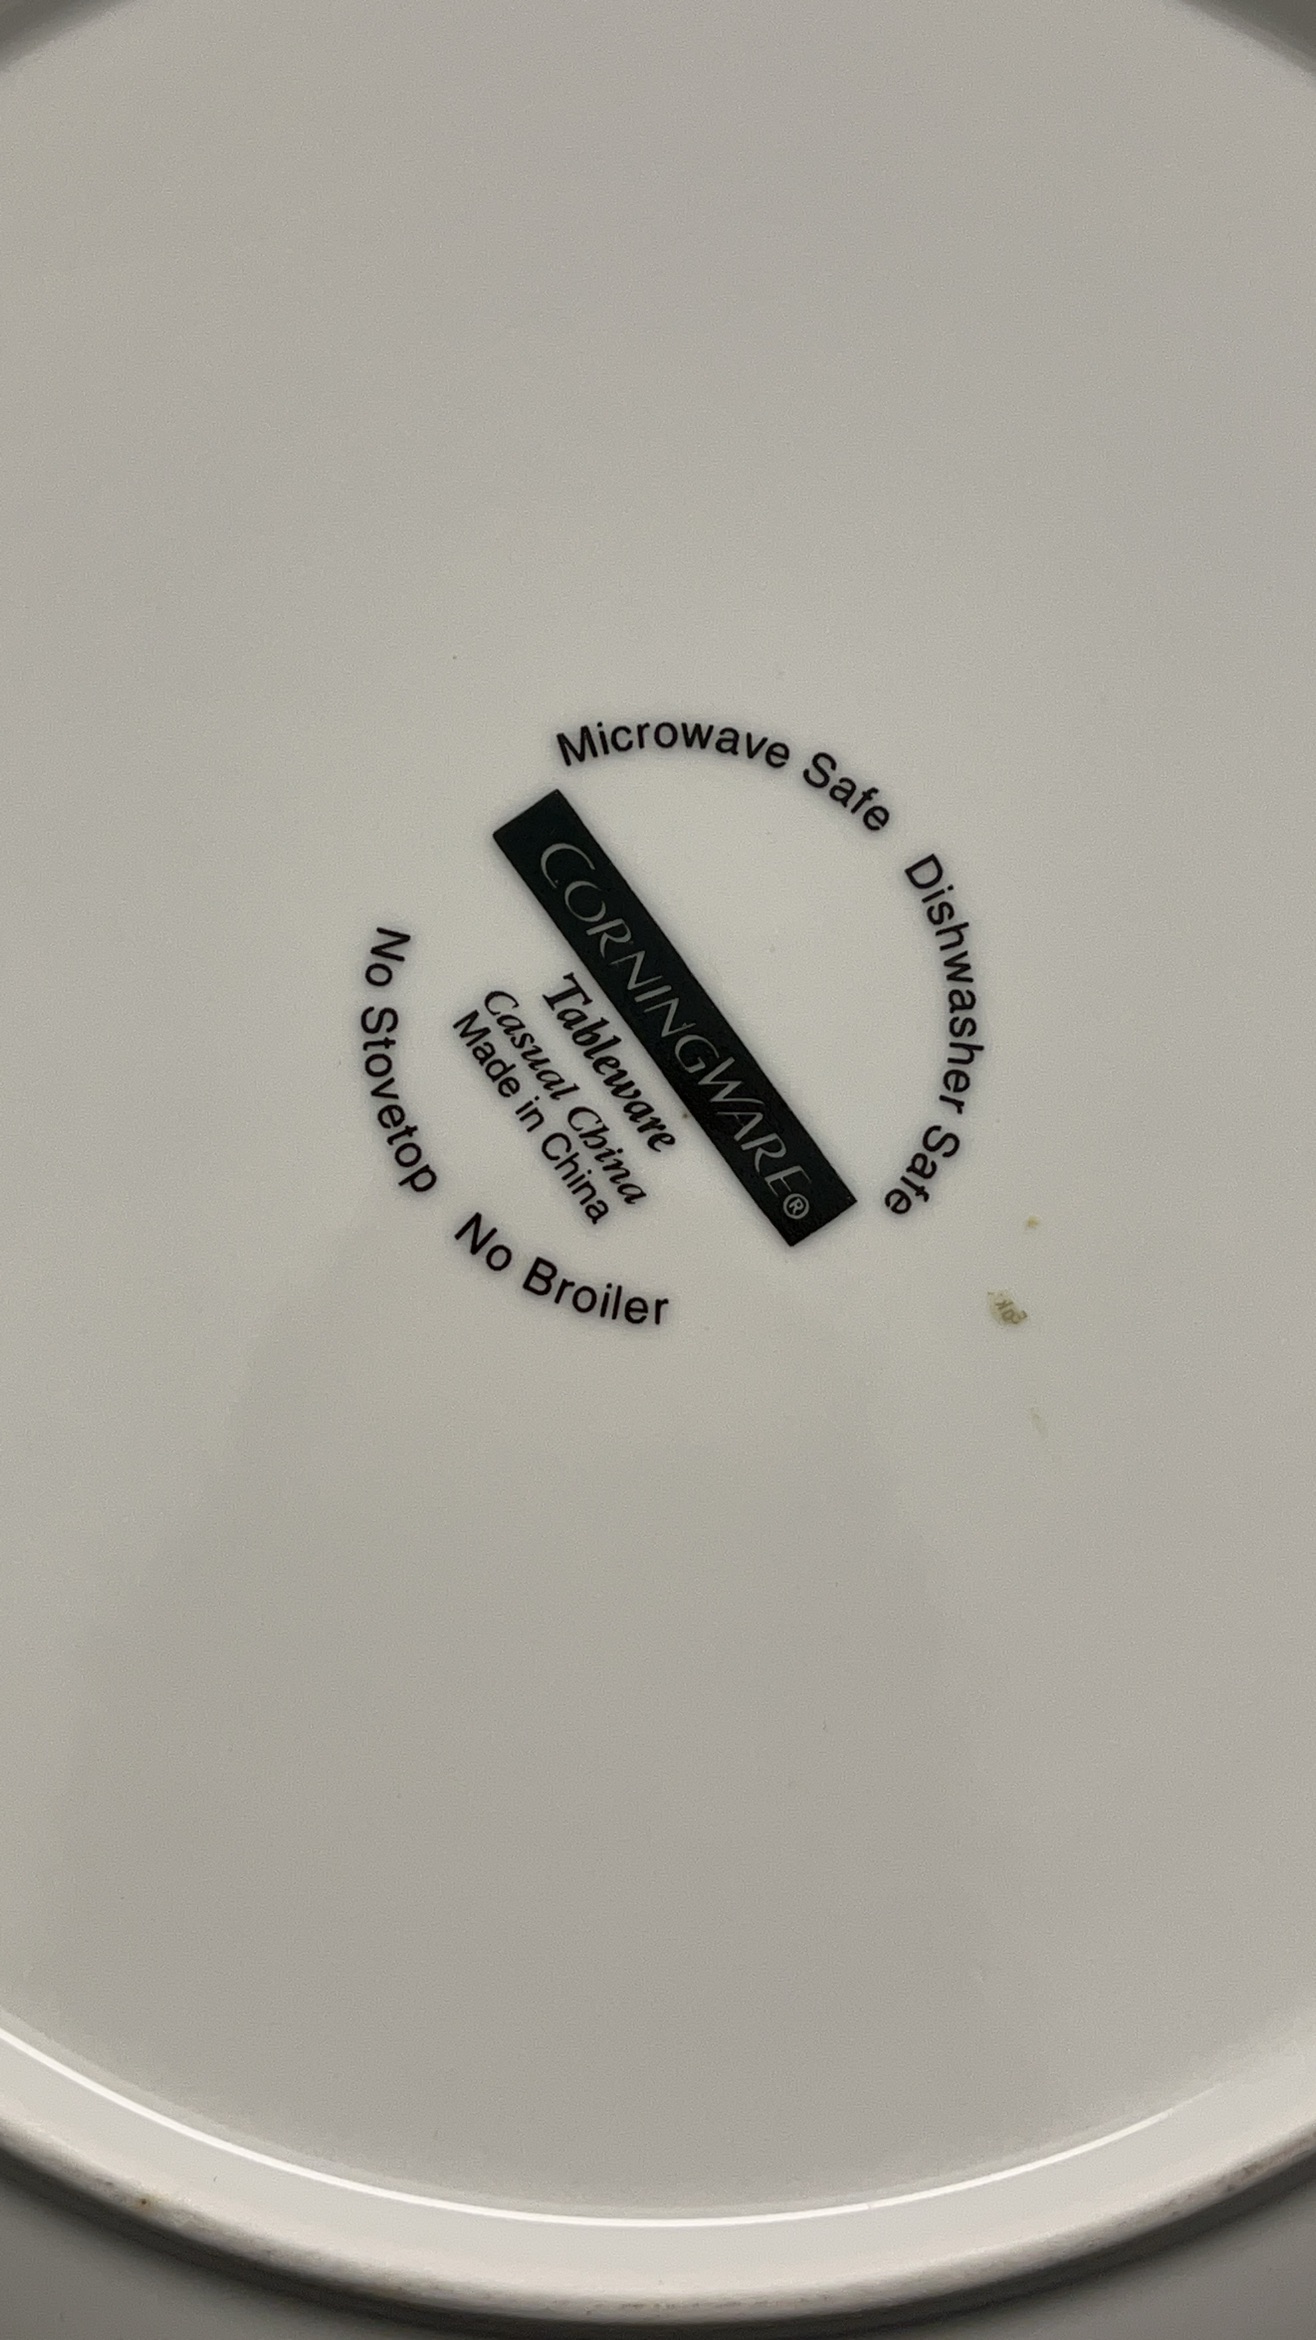 Microwave Safe Dishwasher Safe
CORNINGWARE®
Tableware
Casual China
Made in China
No Stovetop No Broiler